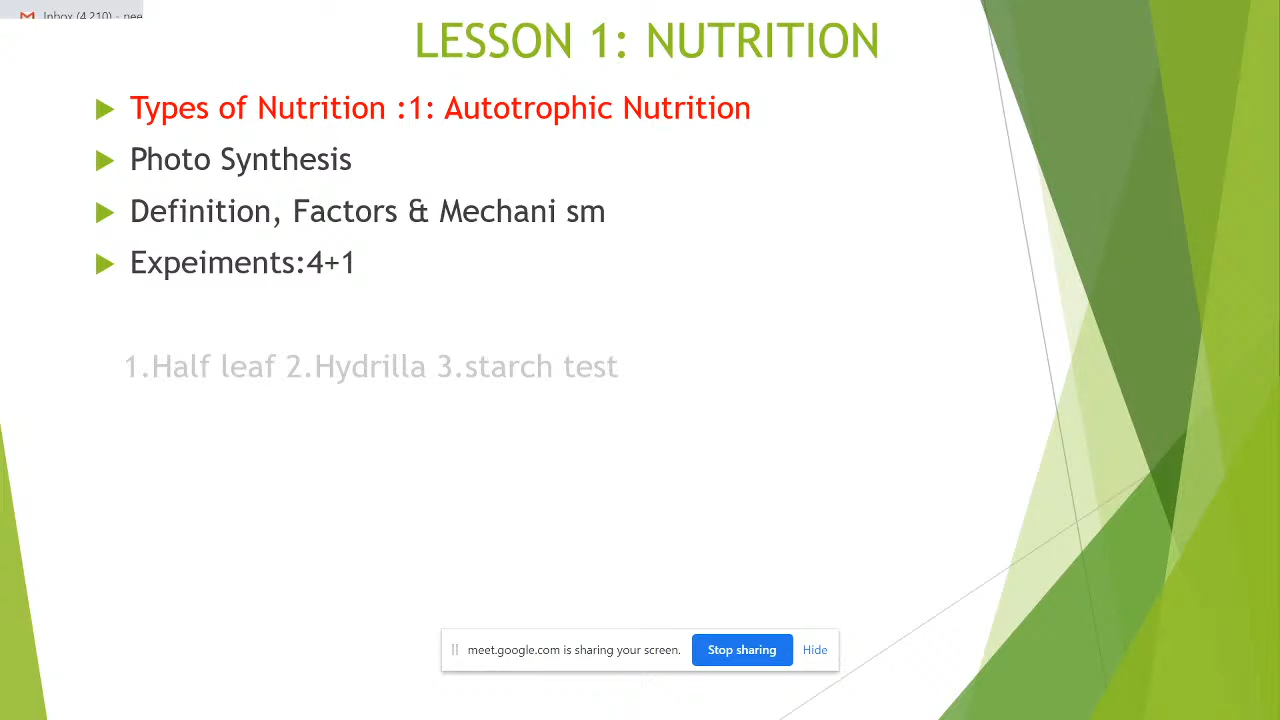 Inbox (4,210) - nee
LESSON 1: NUTRITION
Types of Nutrition :1: Autotrophic Nutrition
Photo Synthesis
Definition, Factors & Mechani sm
Expeiments:4+1
1.Half leaf 2.Hydrilla 3.starch test
meet.google.com is sharing your screen. Stop sharing Hide